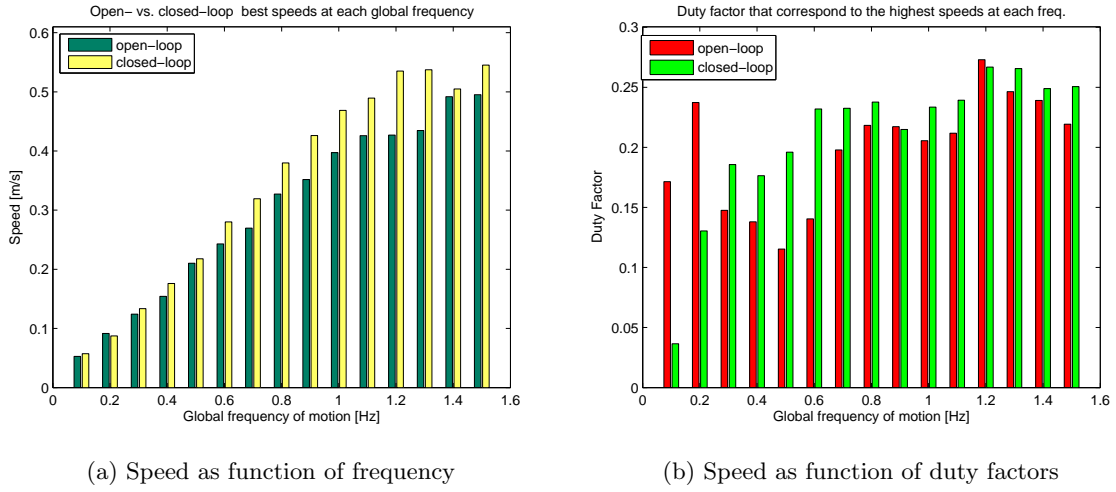 Open− vs. closed−loop best speeds at each global frequency
0.6
0.5
0.4
0.3
0.2
0.1
0
Speed [m/s]
open−loop
closed−loop
0 0.2 0.4 0.6 0.8 1 1.2 1.4 1.6
Global frequency of motion [Hz]
(a) Speed as function of frequency
Duty factor that correspond to the highest speeds at each freq.
0.3
0.25
0.2
0.15
0.1
0.05
0
Duty Factor
open−loop
closed−loop
0 0.2 0.4 0.6 0.8 1 1.2 1.4 1.6
Global frequency of motion [Hz]
(b) Speed as function of duty factors